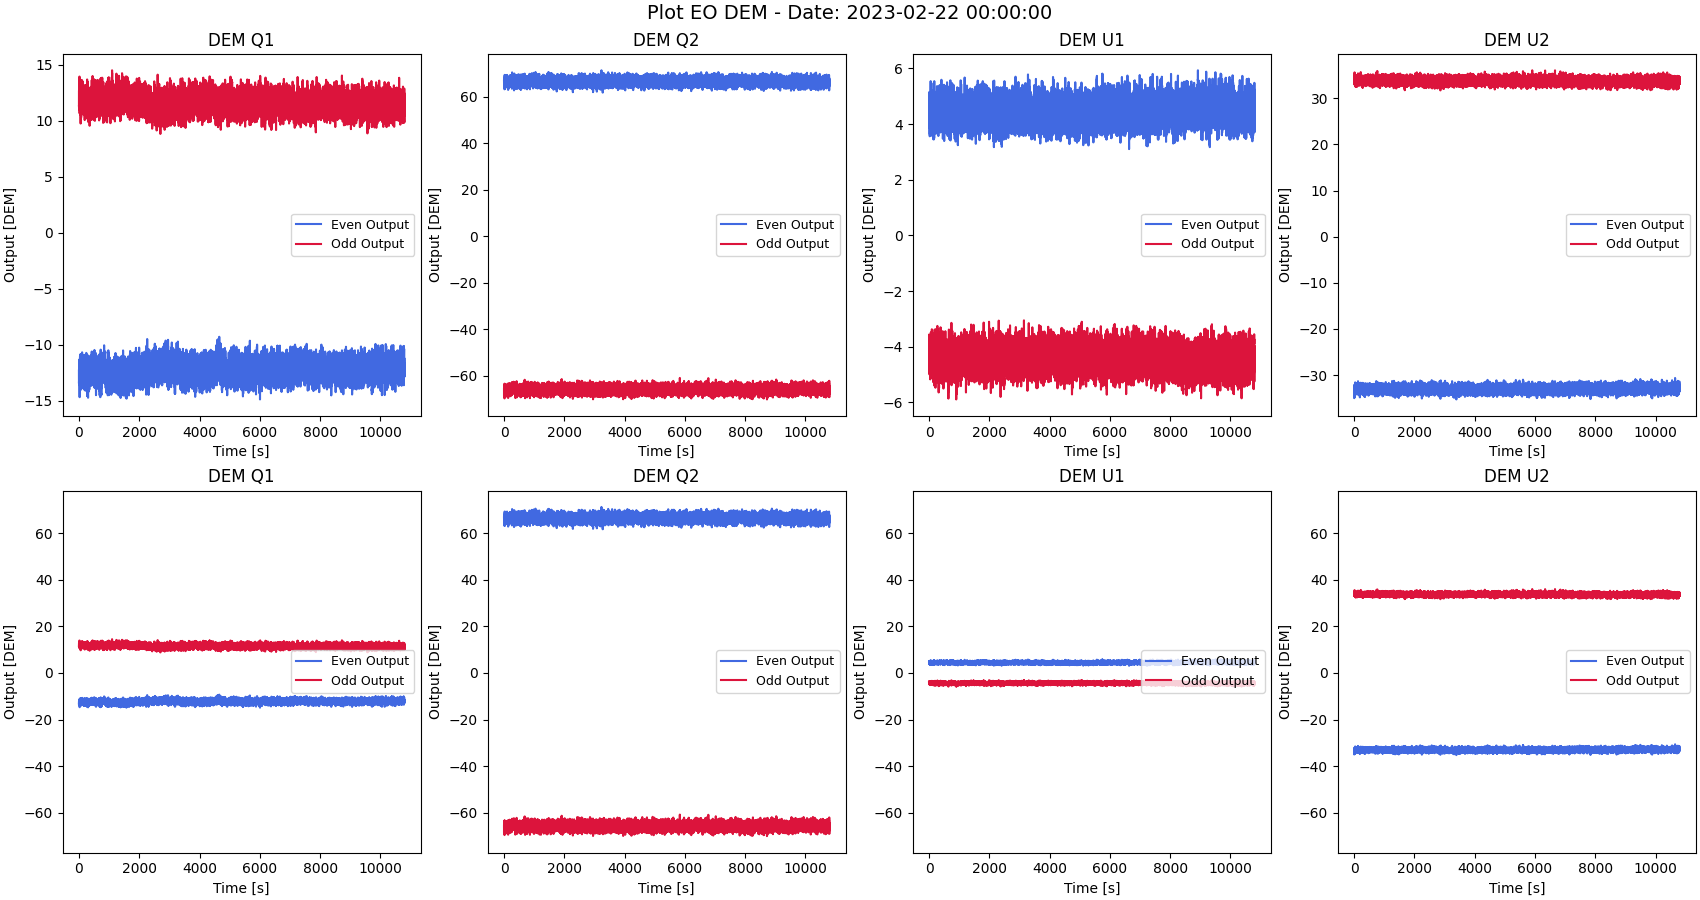 Plot EO DEM - Date: 2023-02-22 00:00:00
DEM Q1
15
10
5
0
−5
−10
−15
Output [DEM]
0 2000 4000 6000 8000 10000
Time [s]
Even Output
Odd Output
DEM Q2
60
40
20
0
−20
−40
−60
Output [DEM]
0 2000 4000 6000 8000 10000
Time [s]
Even Output
Odd Output
DEM U1
6
4
2
0
−2
−4
−6
Output [DEM]
0 2000 4000 6000 8000 10000
Time [s]
Even Output
Odd Output
DEM U2
30
20
10
0
−10
−20
−30
Output [DEM]
0 2000 4000 6000 8000 10000
Time [s]
Even Output
Odd Output
DEM Q1
60
40
20
0
−20
−40
−60
Output [DEM]
0 2000 4000 6000 8000 10000
Time [s]
Even Output
Odd Output
DEM Q2
60
40
20
0
−20
−40
−60
Output [DEM]
0 2000 4000 6000 8000 10000
Time [s]
Even Output
Odd Output
DEM U1
60
40
20
0
−20
−40
−60
Output [DEM]
0 2000 4000 6000 8000 10000
Time [s]
Even Output
Odd Output
DEM U2
60
40
20
0
−20
−40
−60
Output [DEM]
0 2000 4000 6000 8000 10000
Time [s]
Even Output
Odd Output